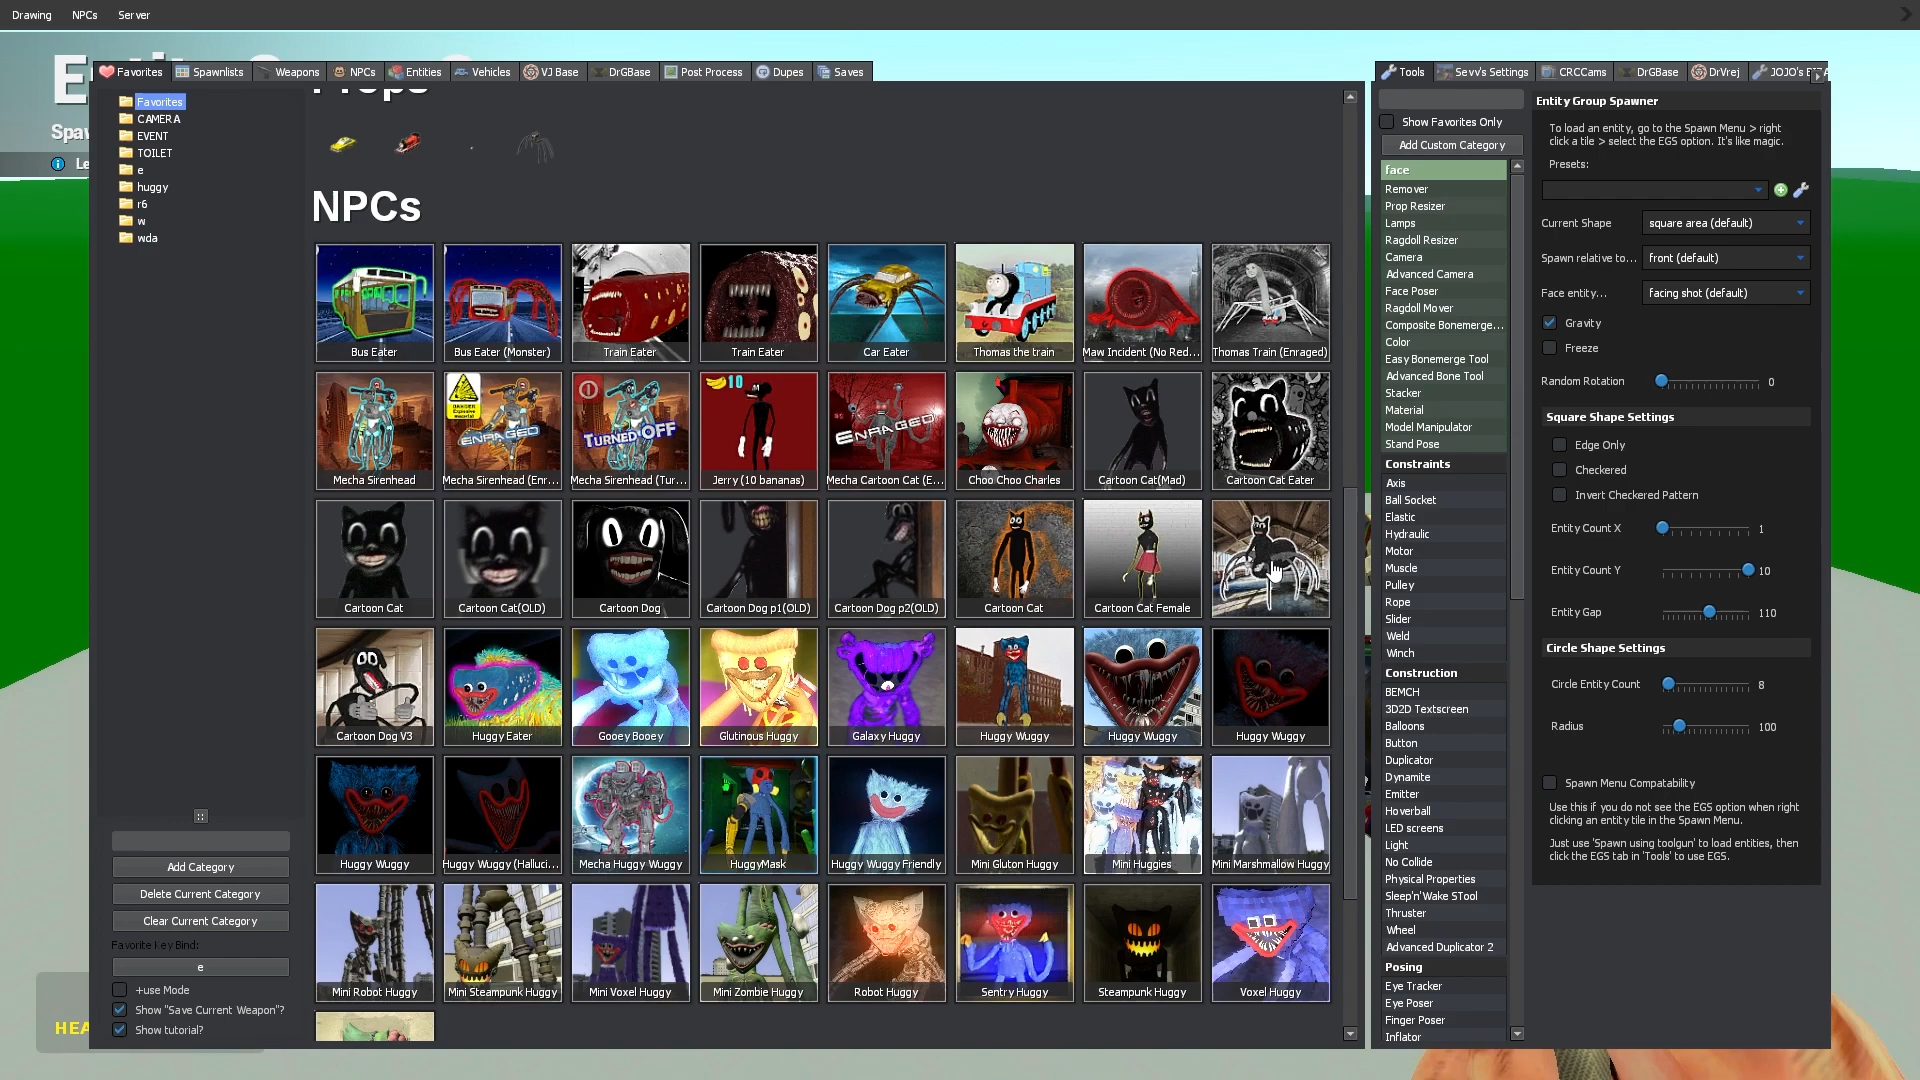 Drawing NPCs Server
Favorites Spawnlists Weapons NPCs Entities Vehicles VJ Base DrGBase Post Process Dupes Saves
Tools Sevv's Settings CRCCams DrGBase DrVrej JOJO's
Spaw
Le
HEA
Favorites
CAMERA
EVENT
TOILET
e
huggy
r6
w
wda
Add Category
Delete Current Category
Clear Current Category
Favorite Key Bind:
e
+use Mode
Show "Save Current Weapon"?
Show tutorial?
Props
NPCs
Bus Eater
Bus Eater (Monster)
Train Eater
Train Eater
Car Eater
Thomas the train
Maw Incident (No Red...
Thomas Train (Enraged)
Mecha Sirenhead
DANGER
ENRAGED
Mecha Sirenhead (Enr...
TURNED OFF
Mecha Sirenhead (Tur...
10
Jerry (10 bananas)
ENRAGED
Mecha Cartoon Cat (E...
Choo Choo Charles
Cartoon Cat(Mad)
Cartoon Cat Eater
Cartoon Cat
Cartoon Cat(OLD)
Cartoon Dog
Cartoon Dog p1(OLD)
Cartoon Dog p2(OLD)
Cartoon Cat
Cartoon Cat Female
Cartoon Dog V3
Huggy Eater
Gooey Booey
Glutinous Huggy
Galaxy Huggy
Huggy Wuggy
Huggy Wuggy
Huggy Wuggy
Huggy Wuggy
Huggy Wuggy (Halluci...
Mecha Huggy Wuggy
HuggyMask
Huggy Wuggy Friendly
Mini Gluton Huggy
Mini Huggies
Mini Marshmallow Huggy
Mini Robot Huggy
Mini Steampunk Huggy
Mini Voxel Huggy
Mini Zombie Huggy
Robot Huggy
Sentry Huggy
Steampunk Huggy
Voxel Huggy
Show Favorites Only
Add Custom Category
face
Remover
Prop Resizer
Lamps
Ragdoll Resizer
Camera
Advanced Camera
Face Poser
Ragdoll Mover
Composite Bonemerge...
Color
Easy Bonemerge Tool
Advanced Bone Tool
Stacker
Material
Model Manipulator
Stand Pose
Constraints
Axis
Ball Socket
Elastic
Hydraulic
Motor
Muscle
Pulley
Rope
Slider
Weld
Winch
Construction
BEMCH
3D2D Textscreen
Balloons
Button
Duplicator
Dynamite
Emitter
Hoverball
LED screens
Light
No Collide
Physical Properties
Sleep'n'Wake STool
Thruster
Wheel
Advanced Duplicator 2
Posing
Eye Tracker
Eye Poser
Finger Poser
Inflator
Entity Group Spawner
To load an entity, go to the Spawn Menu > right
click a tile > select the EGS option. It's like magic.
Presets:
Current Shape square area (default)
Spawn relative to... front (default)
Face entity... facing shot (default)
Gravity
Freeze
Random Rotation 0
Square Shape Settings
Edge Only
Checkered
Invert Checkered Pattern
Entity Count X 1
Entity Count Y 10
Entity Gap 110
Circle Shape Settings
Circle Entity Count 8
Radius 100
Spawn Menu Compatability
Use this if you do not see the EGS option when right
clicking an entity tile in the Spawn Menu.
Just use 'Spawn using toolgun' to load entities, then
click the EGS tab in 'Tools' to use EGS.